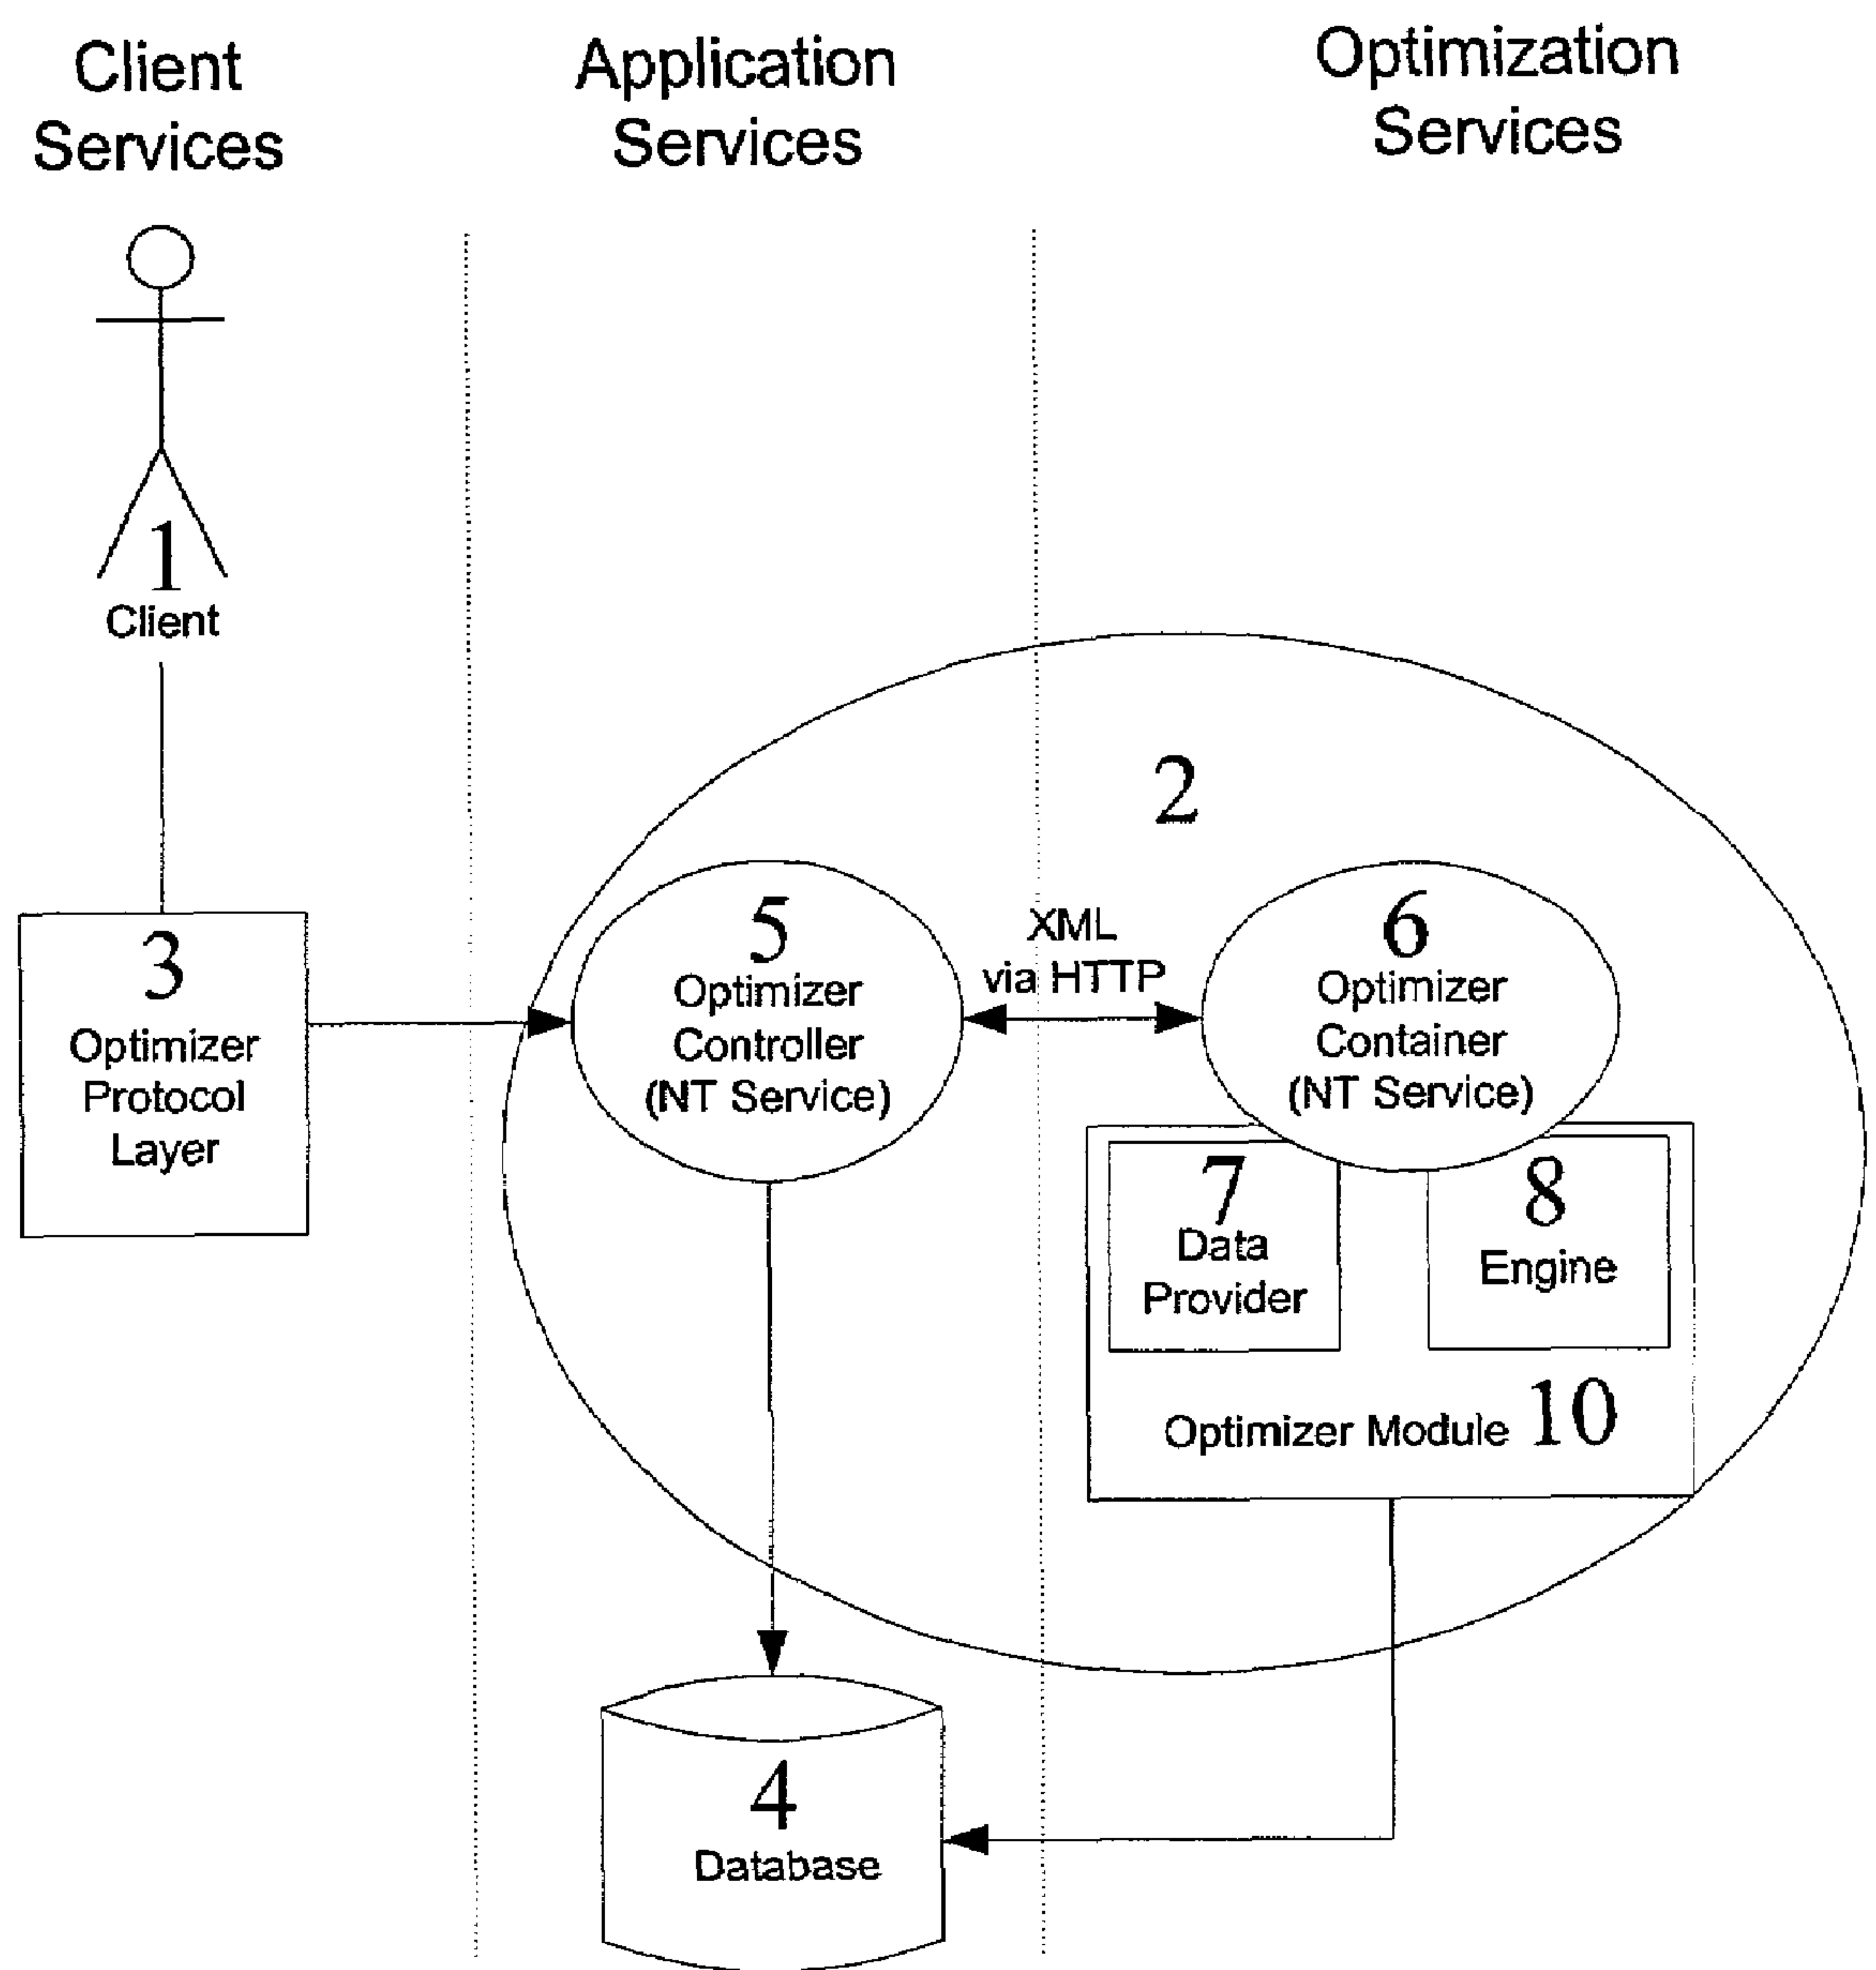 Client
Services
Application
Services
Optimization
Services
1
Client
2
3
Optimizer
Protocol
Layer
5
Optimizer
Controller
(NT Service)
XML
via HTTP
6
Optimizer
Container
(NT Service)
7
Data
Provider
8
Engine
Optimizer Module 10
4
Database